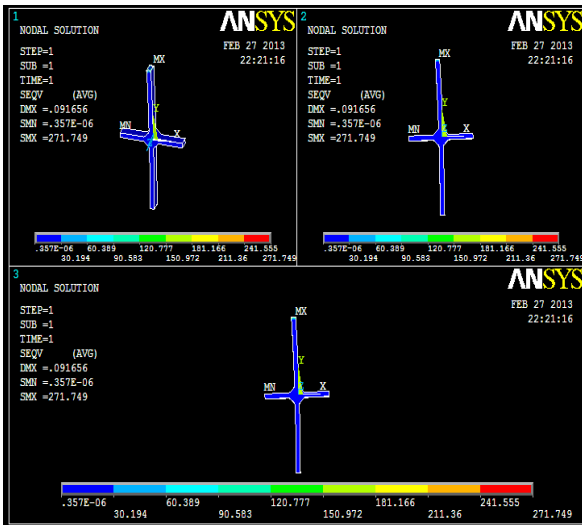 1
ANSYS
NODAL SOLUTION
FEB 27 2013
22:21:16
STEP=1
SUB =1
TIME=1
SEQV (AVG)
DMX =.091656
SMN =.357E-06
SMX =271.749
MX
Y
MN
X
.357E-06 60.389 120.777 181.166 241.555
30.194 90.583 150.972 211.36 271.749
2
ANSYS
NODAL SOLUTION
FEB 27 2013
22:21:16
STEP=1
SUB =1
TIME=1
SEQV (AVG)
DMX =.091656
SMN =.357E-06
SMX =271.749
MX
Y
MN X
.357E-06 60.389 120.777 181.166 241.555
30.194 90.583 150.972 211.36 271.749
3
ANSYS
NODAL SOLUTION
FEB 27 2013
22:21:16
STEP=1
SUB =1
TIME=1
SEQV (AVG)
DMX =.091656
SMN =.357E-06
SMX =271.749
MX
Y
MN X
.357E-06 60.389 120.777 181.166 241.555
30.194 90.583 150.972 211.36 271.749